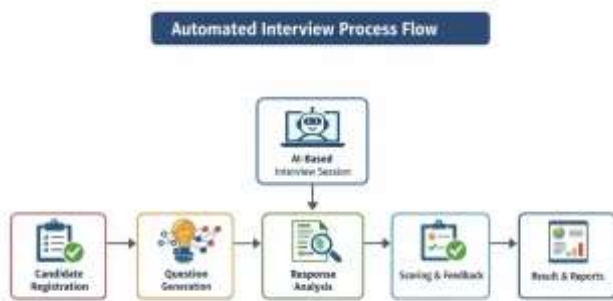 Automated Interview Process Flow
AI-Based
Interview Session
Candidate
Registration
Question
Generation
Response
Analysis
Scoring & Feedback
Result & Reports